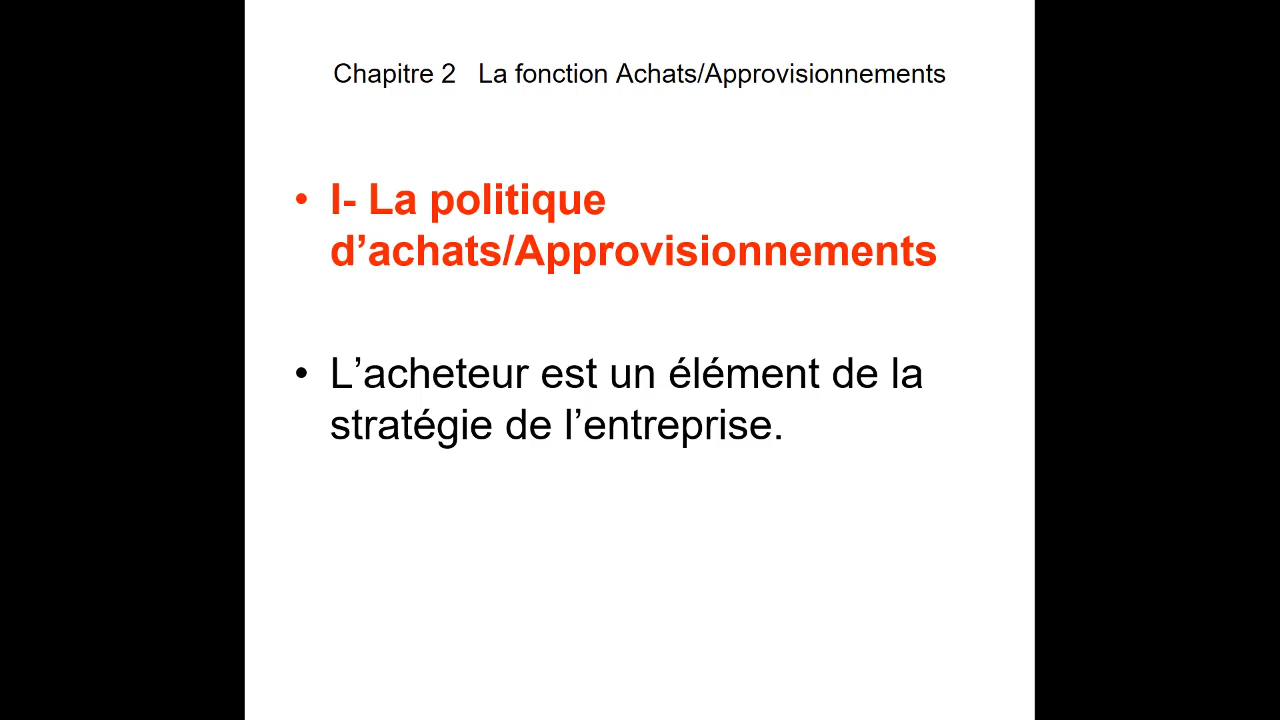 Chapitre 2 La fonction Achats/Approvisionnements
• I- La politique
d’achats/Approvisionnements
• L’acheteur est un élément de la
stratégie de l’entreprise.